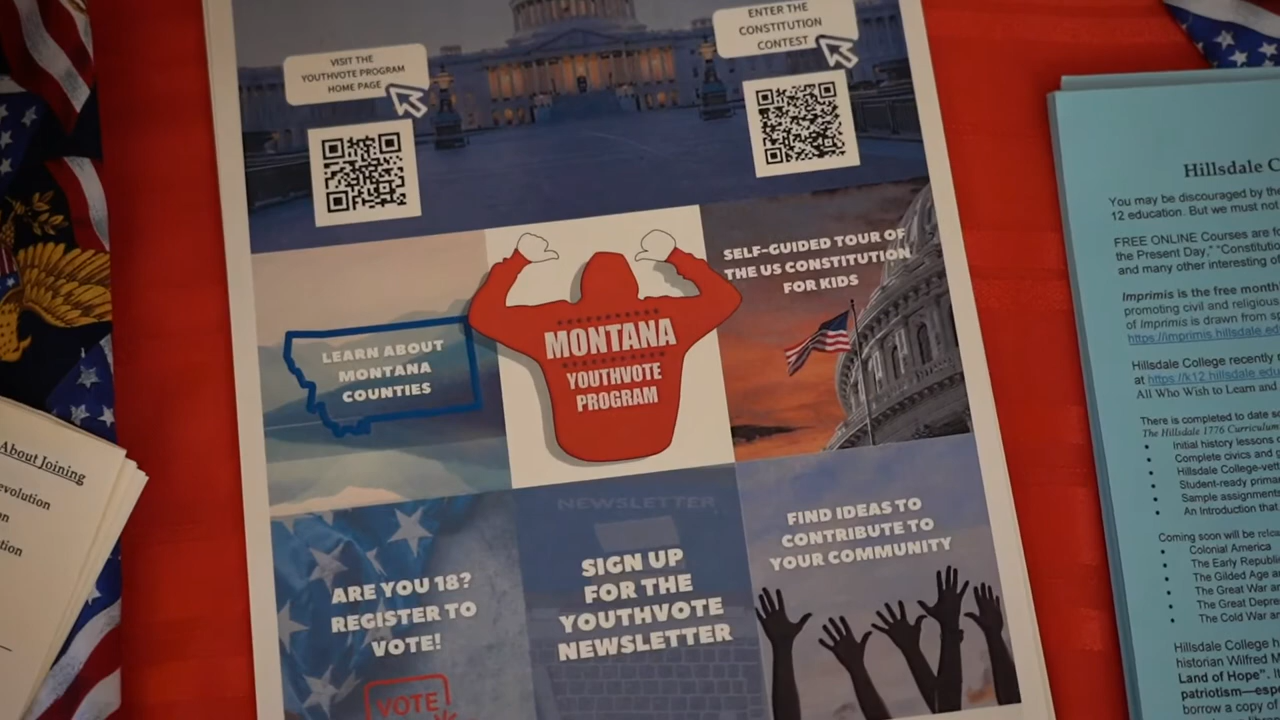 VISIT THE
YOUTHVOTE PROGRAM
HOME PAGE
ENTER THE
CONSTITUTION
CONTEST
LEARN ABOUT
MONTANA
COUNTIES
MONTANA
YOUTHVOTE
PROGRAM
SELF-GUIDED TOUR OF
THE US CONSTITUTION
FOR KIDS
ARE YOU 18?
REGISTER TO
VOTE!
VOTE
NEWSLETTER
SIGN UP
FOR THE
YOUTHVOTE
NEWSLETTER
FIND IDEAS TO
CONTRIBUTE TO
YOUR COMMUNITY
About Joining
Hillsdale
You may be discouraged by the
12 education. But we must not
FREE ONLINE Courses are
the Present Day," "Constitutio
and many other interesting of
Imprimis is the free month
promoting civil and religious
of Imprimis is drawn from
https://imprimis.hillsdale.ed
Hillsdale College recently
at https://k12.hillsdale.edu
All Who Wish to Learn and
There is completed to date
The Hillsdale 1776 Curriculum
• Initial history lessons
• Complete civics and
• Hillsdale College-vett
• Student-ready prima
• Sample assignments
• An Introduction that
Coming soon will be relea
• Colonial America
• The Early Republi
• The Gilded Age an
• The Great War an
• The Great Depre
• The Cold War an
Hillsdale College h
historian Wilfred M
Land of Hope". It
patriotism—espe
borrow a copy of